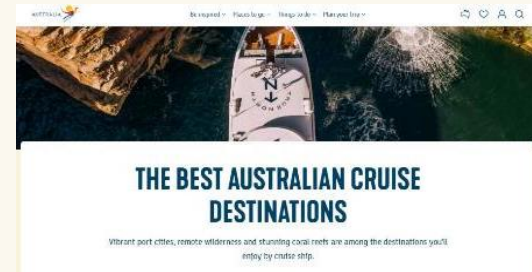 AUSTRALIA
Be inspired Places to go Things to do Plan your trip
N
THE BEST AUSTRALIAN CRUISE
DESTINATIONS
Vibrant port cities, remote wilderness and stunning coral reefs are among the destinations you'll
enjoy by cruise ship.